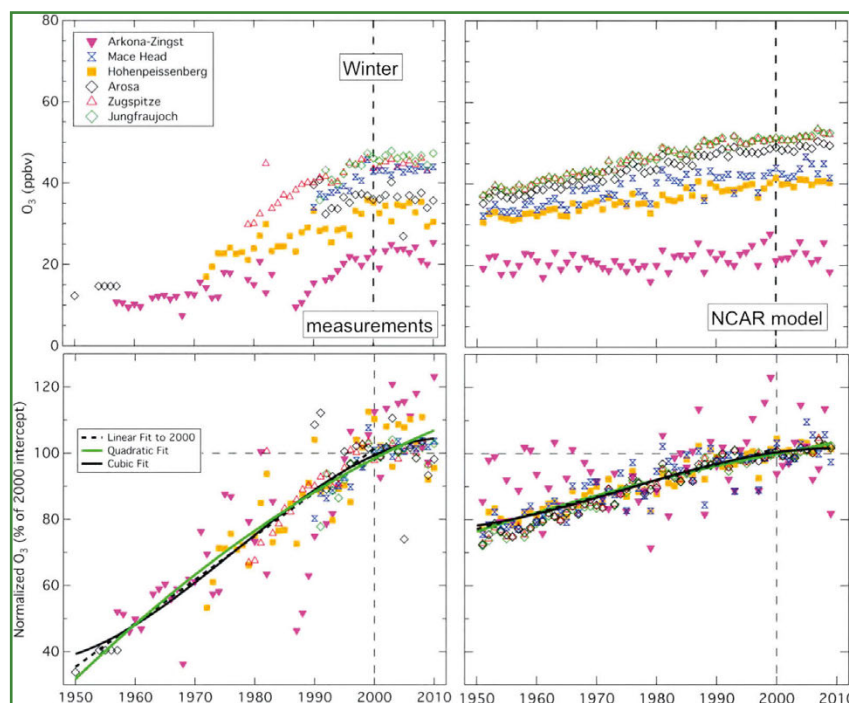 80
60
40
20
0
O₃ (ppbv)
Arkona-Zingst
Mace Head
Hohenpeissenberg
Arosa
Zugspitze
Jungfraujoch
Winter
measurements
NCAR model
120
100
80
60
40
Normalized O₃ (% of 2000 intercept)
Linear Fit to 2000
Quadratic Fit
Cubic Fit
1950 1960 1970 1980 1990 2000 2010
1950 1960 1970 1980 1990 2000 2010